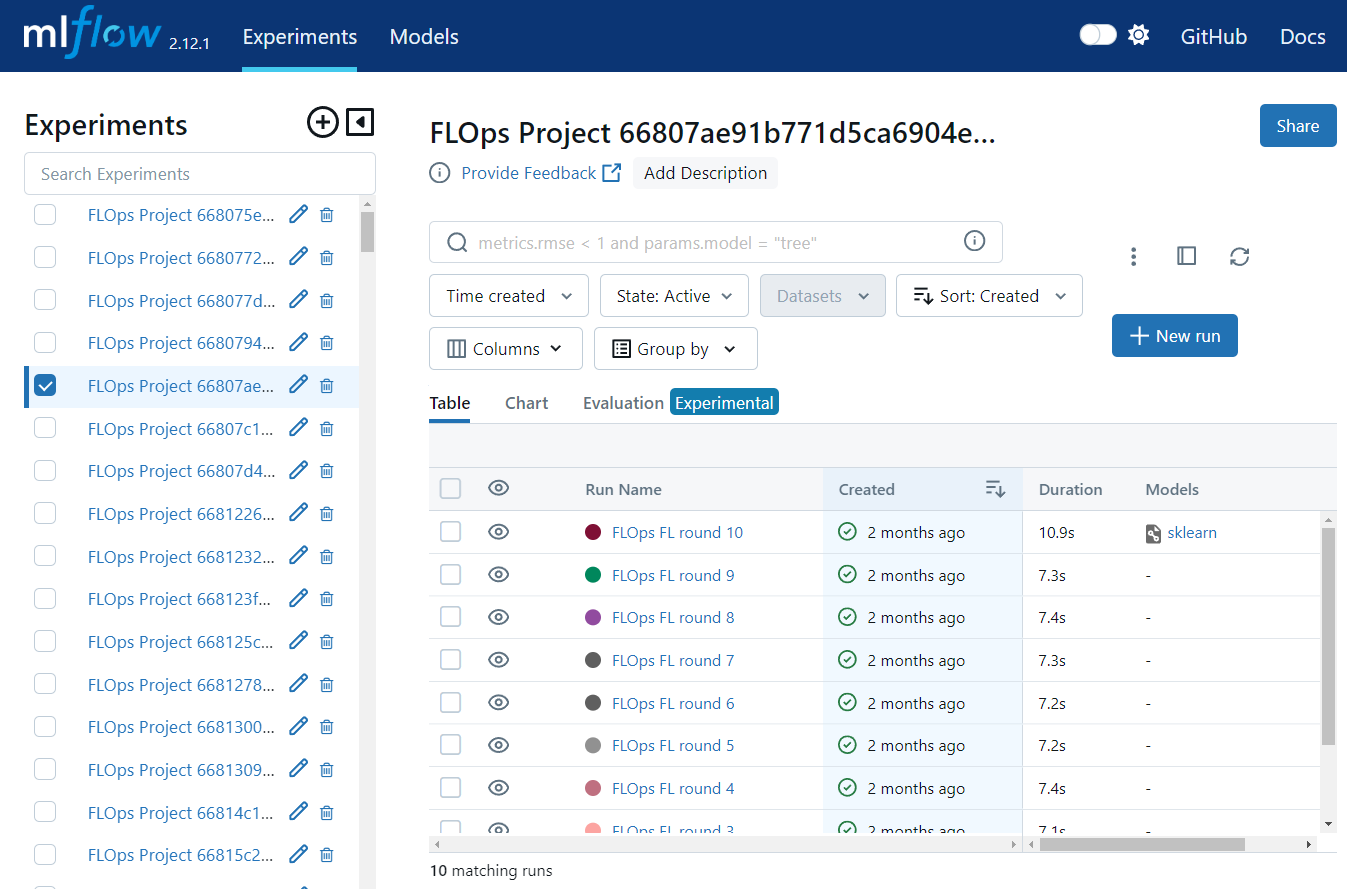 mlflow 2.12.1 Experiments Models GitHub Docs
Experiments
Search Experiments
FLOps Project 668075e...
FLOps Project 6680772...
FLOps Project 668077d...
FLOps Project 6680794...
FLOps Project 66807ae...
FLOps Project 66807c1...
FLOps Project 66807d4...
FLOps Project 6681226...
FLOps Project 6681232...
FLOps Project 668123f...
FLOps Project 668125c...
FLOps Project 6681278...
FLOps Project 6681300...
FLOps Project 6681309...
FLOps Project 66814c1...
FLOps Project 66815c2...
FLOps Project 66807ae91b771d5ca6904e...
Share
Provide Feedback Add Description
metrics.rmse < 1 and params.model = "tree"
Time created State: Active Datasets Sort: Created
Columns Group by
New run
Table Chart Evaluation Experimental
Run Name Created Duration Models
FLOps FL round 10 2 months ago 10.9s sklearn
FLOps FL round 9 2 months ago 7.3s -
FLOps FL round 8 2 months ago 7.4s -
FLOps FL round 7 2 months ago 7.3s -
FLOps FL round 6 2 months ago 7.2s -
FLOps FL round 5 2 months ago 7.2s -
FLOps FL round 4 2 months ago 7.4s -
FLOps FL round 3 2 months ago 7.1s -
10 matching runs